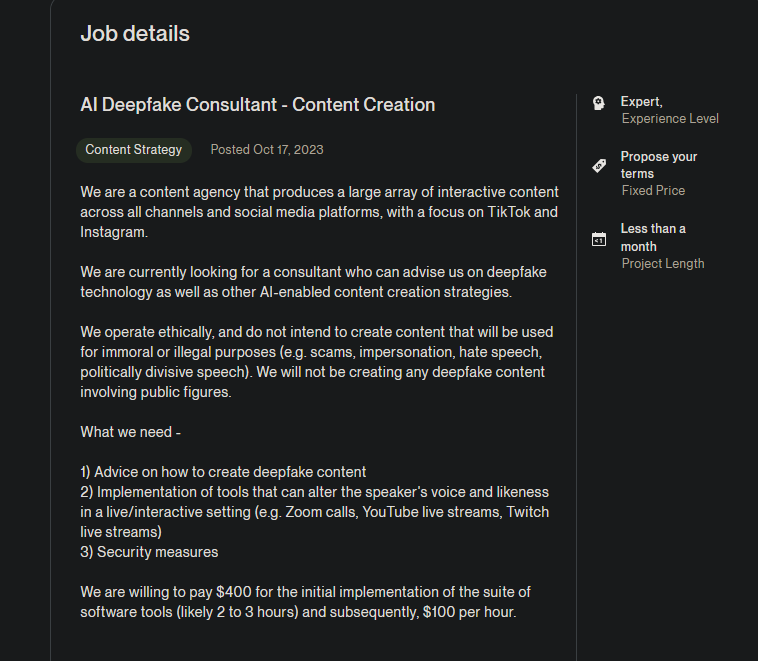 Job details
AI Deepfake Consultant - Content Creation
Content Strategy
Posted Oct 17, 2023
We are a content agency that produces a large array of interactive content
across all channels and social media platforms, with a focus on TikTok and
Instagram.
We are currently looking for a consultant who can advise us on deepfake
technology as well as other AI-enabled content creation strategies.
We operate ethically, and do not intend to create content that will be used
for immoral or illegal purposes (e.g. scams, impersonation, hate speech,
politically divisive speech). We will not be creating any deepfake content
involving public figures.
What we need -
1) Advice on how to create deepfake content
2) Implementation of tools that can alter the speaker's voice and likeness
in a live/interactive setting (e.g. Zoom calls, YouTube live streams, Twitch
live streams)
3) Security measures
We are willing to pay $400 for the initial implementation of the suite of
software tools (likely 2 to 3 hours) and subsequently, $100 per hour.
Expert,
Experience Level
Propose your
terms
Fixed Price
Less than a
month
Project Length